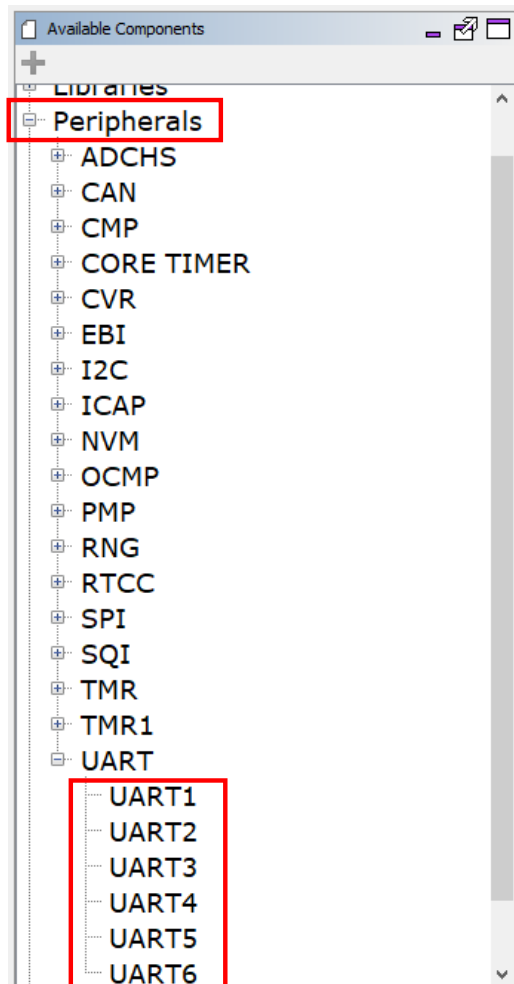 Available Components
Libraries
Peripherals
ADCHS
CAN
CMP
CORE TIMER
CVR
EBI
I2C
ICAP
NVM
OCMP
PMP
RNG
RTCC
SPI
SQI
TMR
TMR1
UART
UART1
UART2
UART3
UART4
UART5
UART6